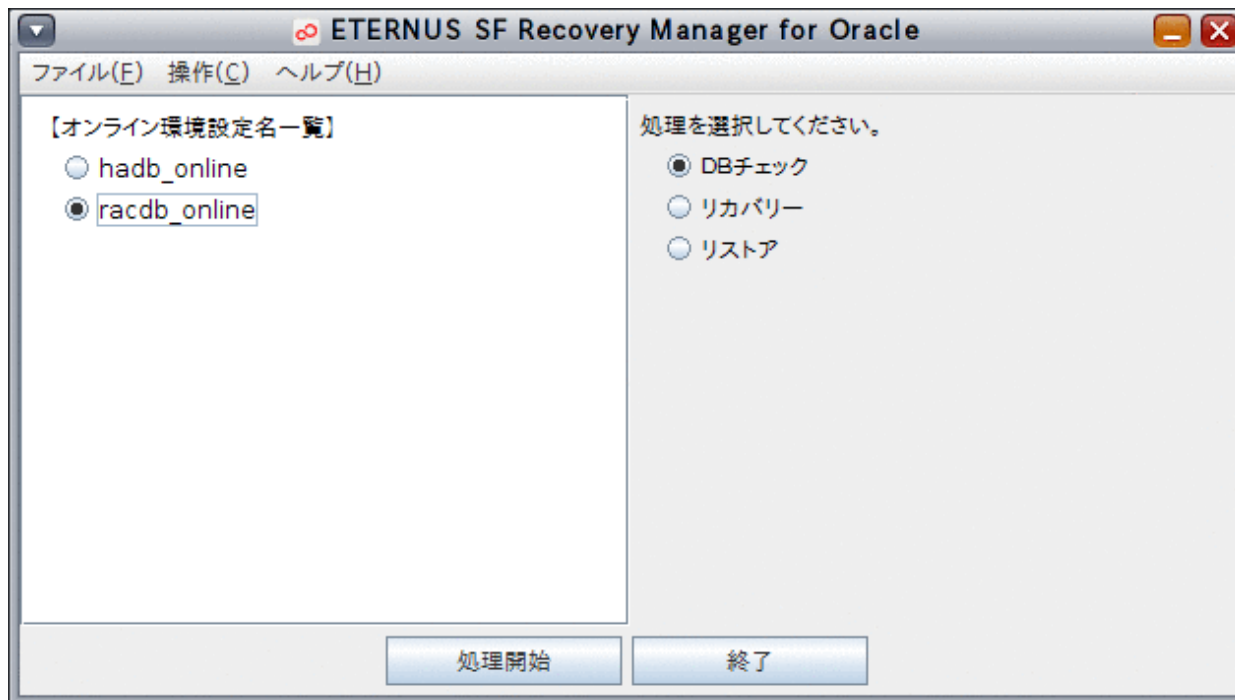 ETERNUS SF Recovery Manager for Oracle
ファイル(F) 操作(C) ヘルプ(H)
【オンライン環境設定名一覧】
hadb_online
racdb_online
処理を選択してください。
DBチェック
リカバリー
リストア
処理開始
終了